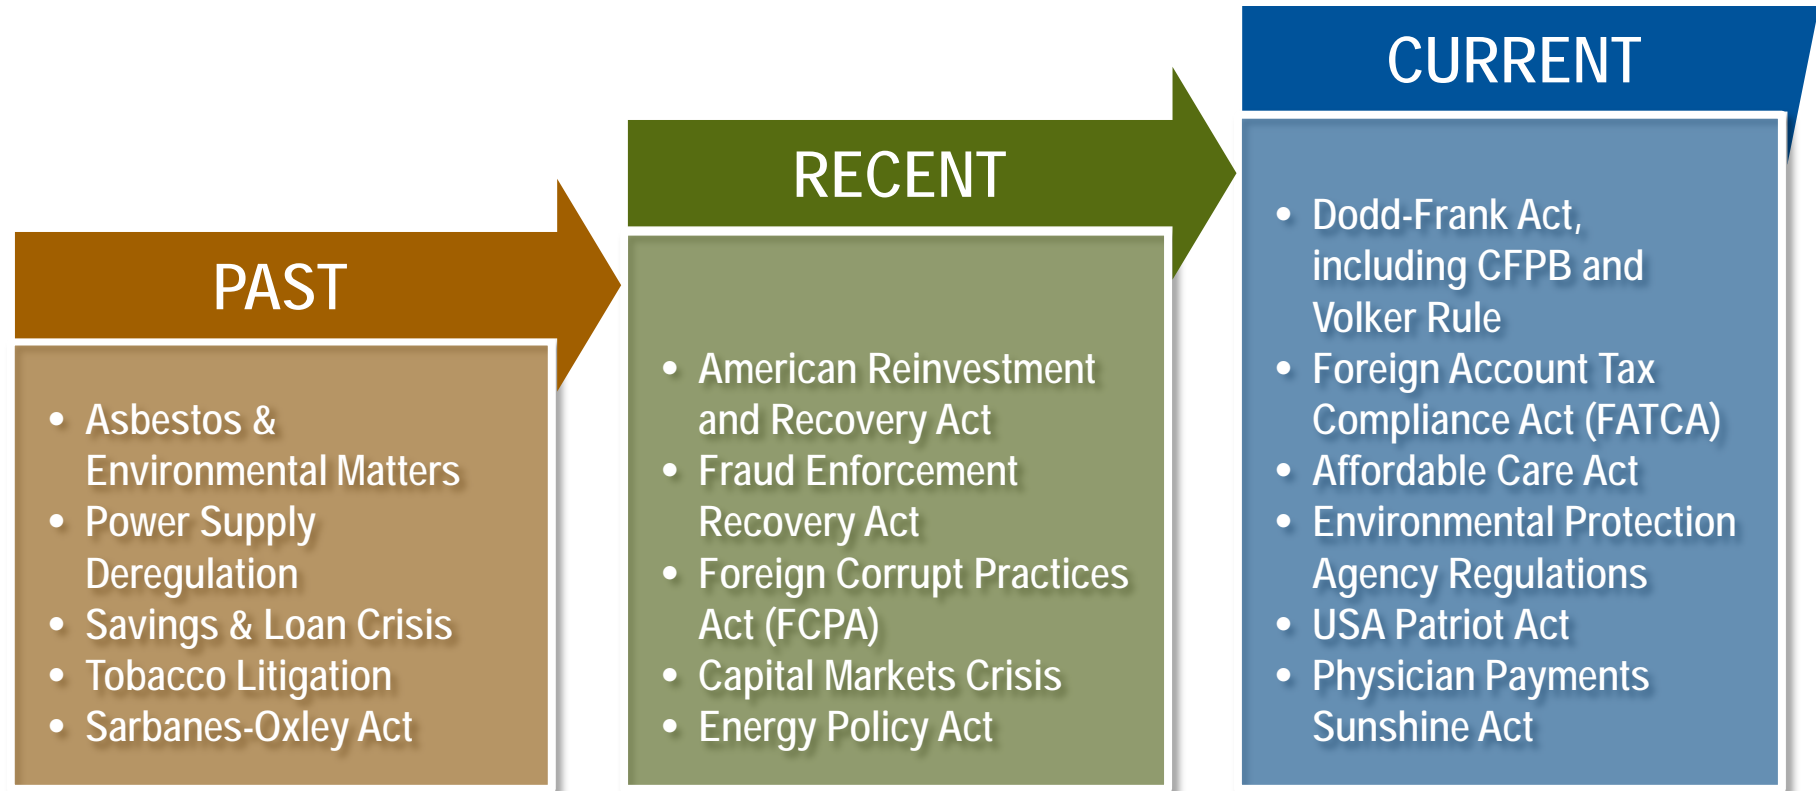 PAST
• Asbestos &
Environmental Matters
• Power Supply
Deregulation
• Savings & Loan Crisis
• Tobacco Litigation
• Sarbanes-Oxley Act
RECENT
• American Reinvestment
and Recovery Act
• Fraud Enforcement
Recovery Act
• Foreign Corrupt Practices
Act (FCPA)
• Capital Markets Crisis
• Energy Policy Act
CURRENT
• Dodd-Frank Act,
including CFPB and
Volker Rule
• Foreign Account Tax
Compliance Act (FATCA)
• Affordable Care Act
• Environmental Protection
Agency Regulations
• USA Patriot Act
• Physician Payments
Sunshine Act